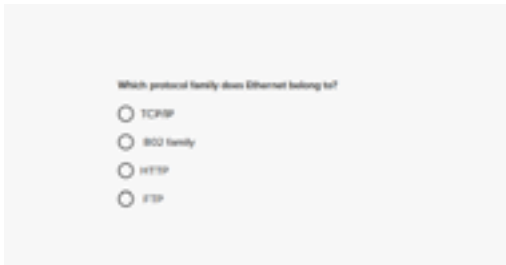 Which protocol family does Ethernet belong to?
TCP/IP
802 family
HTTP
FTP